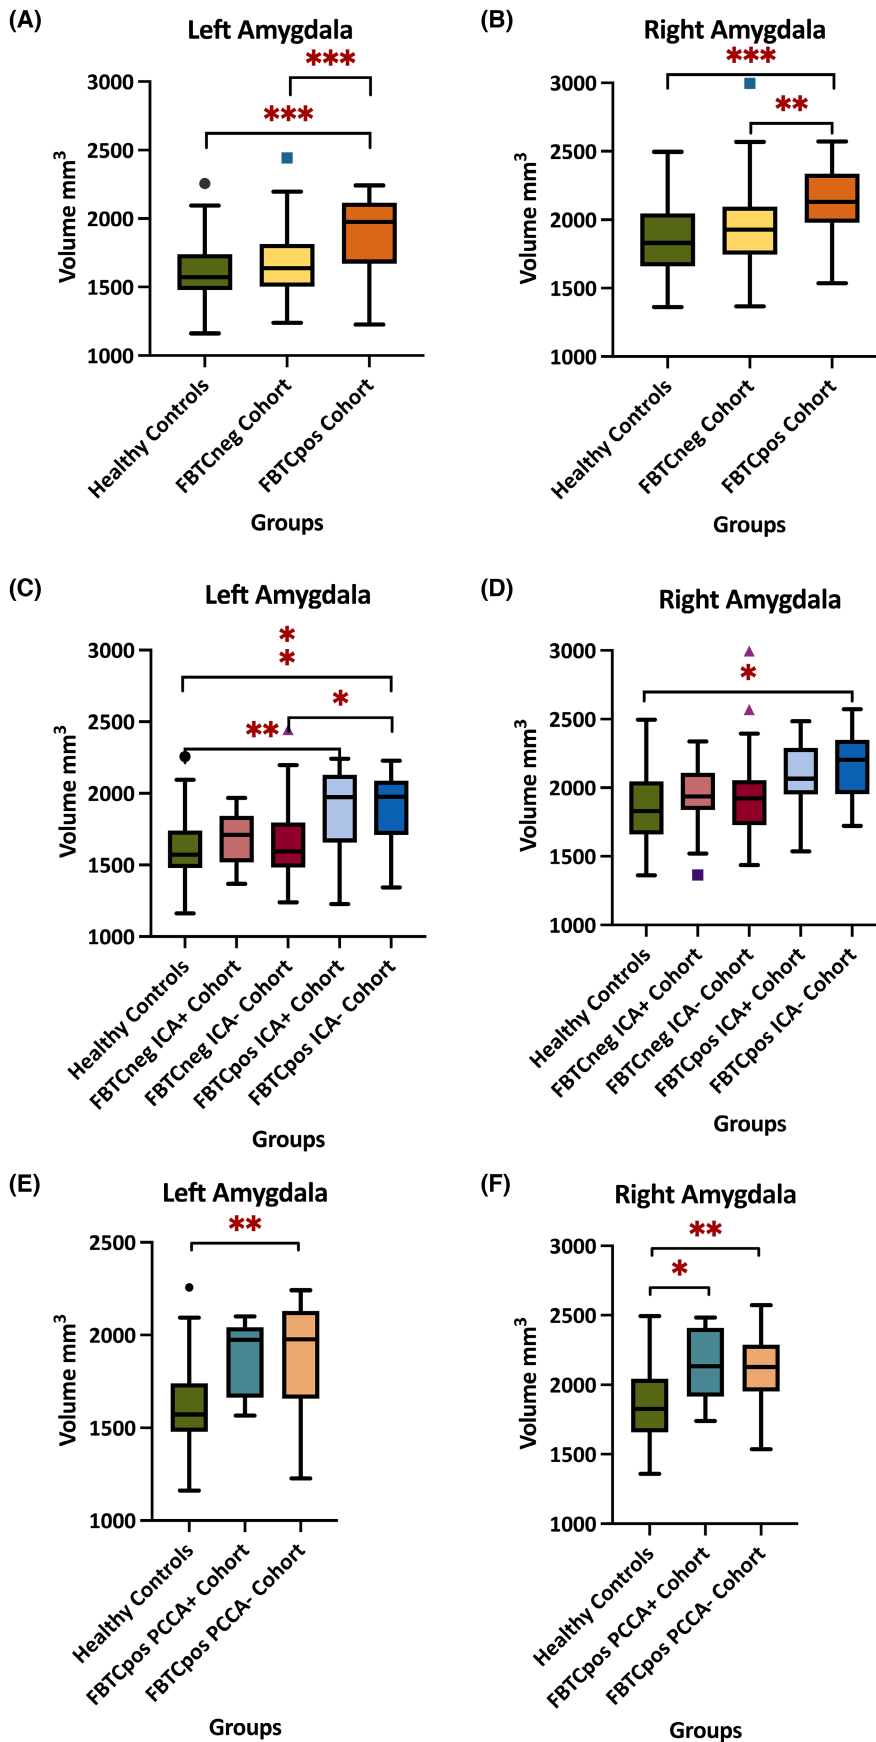 (A)
Left Amygdala
***
***
3000
2500
2000
1500
1000
Volume mm³
Healthy Controls
FBTCneg Cohort
FBTCpos Cohort
Groups
(B)
Right Amygdala
***
**
3000
2500
2000
1500
1000
Volume mm³
Healthy Controls
FBTCneg Cohort
FBTCpos Cohort
Groups
(C)
Left Amygdala
*
*
*
**
3000
2500
2000
1500
1000
Volume mm³
Healthy Controls
FBTCneg ICA+ Cohort
FBTCneg ICA- Cohort
FBTCpos ICA+ Cohort
FBTCpos ICA- Cohort
Groups
(D)
Right Amygdala
*
3000
2500
2000
1500
1000
Volume mm³
Healthy Controls
FBTCneg ICA+ Cohort
FBTCneg ICA- Cohort
FBTCpos ICA+ Cohort
FBTCpos ICA- Cohort
Groups
(E)
Left Amygdala
**
2500
2000
1500
1000
Volume mm³
Healthy Controls
FBTCpos PCCA+ Cohort
FBTCpos PCCA- Cohort
Groups
(F)
Right Amygdala
**
*
3000
2500
2000
1500
1000
Volume mm³
Healthy Controls
FBTCpos PCCA+ Cohort
FBTCpos PCCA- Cohort
Groups